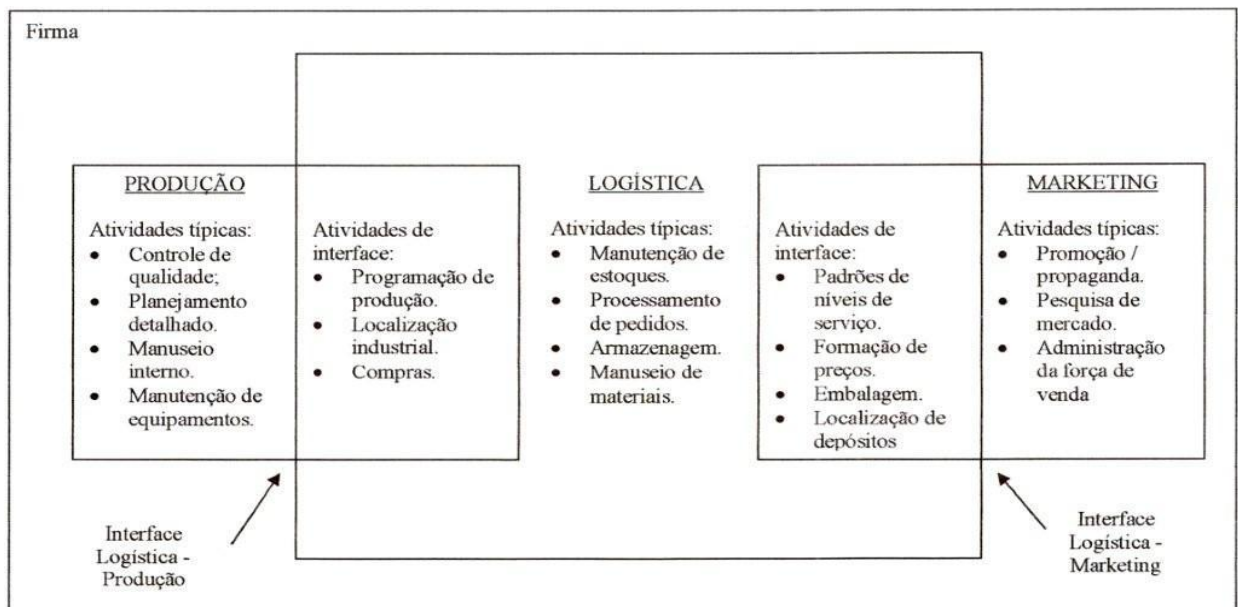 Firma
PRODUÇÃO
Atividades típicas:
• Controle de
qualidade;
• Planejamento
detalhado.
• Manuseio
interno.
• Manutenção de
equipamentos.
Atividades de
interface:
• Programação de
produção.
• Localização
industrial.
• Compras.
LOGÍSTICA
Atividades típicas:
• Manutenção de
estoques.
• Processamento
de pedidos.
• Armazenagem.
• Manuseio de
materiais.
Atividades de
interface:
• Padrões de
níveis de
serviço.
• Formação de
preços.
• Embalagem.
• Localização de
depósitos
MARKETING
Atividades típicas:
• Promoção /
propaganda.
• Pesquisa de
mercado.
• Administração
da força de
venda
Interface
Logística -
Produção
Interface
Logística -
Marketing